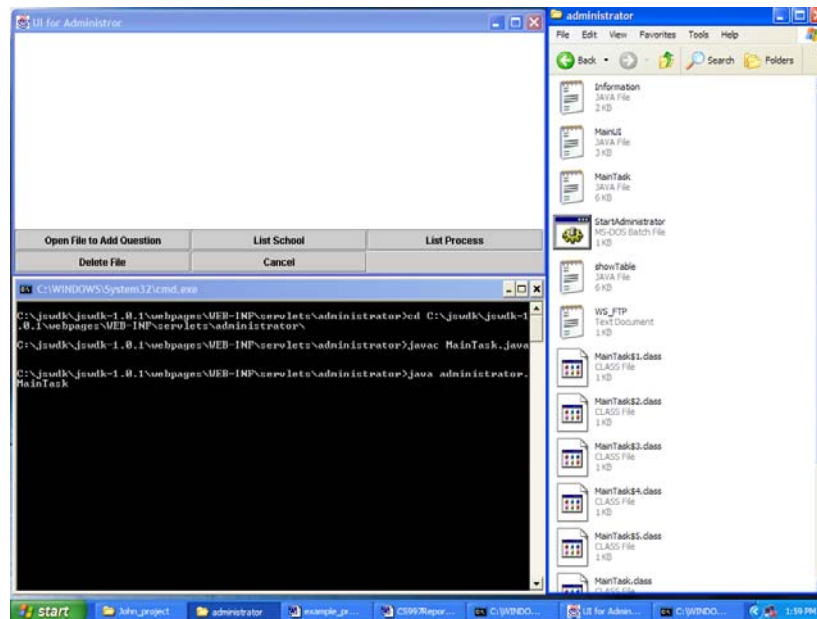 UI for Administroc
Open File to Add Question
List School
List Process
Delete File
Cancel
C:\WINDOWS\System32\cmd.exe
C:\jswdk\jswdk-1.0.1\webpages\WEB-INF\servlets\administrator>cd C:\jswdk\jswdk-1
.0.1\webpages\WEB-INF\servlets\administrator\
C:\jswdk\jswdk-1.0.1\webpages\WEB-INF\servlets\administrator>javac MainTask.java
C:\jswdk\jswdk-1.0.1\webpages\WEB-INF\servlets\administrator>java administrator.
MainTask
administrator
File Edit View Favorites Tools Help
Back Search Folders
Information
JAVA File
2 KB
MainUI
JAVA File
3 KB
MainTask
JAVA File
6 KB
StartAdministrator
MS-DOS Batch File
1 KB
showTable
JAVA File
6 KB
WS_FTP
Text Document
1 KB
MainTask$1.class
CLASS File
1 KB
MainTask$2.class
CLASS File
1 KB
MainTask$3.class
CLASS File
1 KB
MainTask$4.class
CLASS File
1 KB
MainTask$5.class
CLASS File
1 KB
MainTask.class
CLASS File
start
John_project
administrator
example_pr...
CS997Repor...
C:\WINDO...
UI for Admin...
C:\WINDO...
1:59 PM